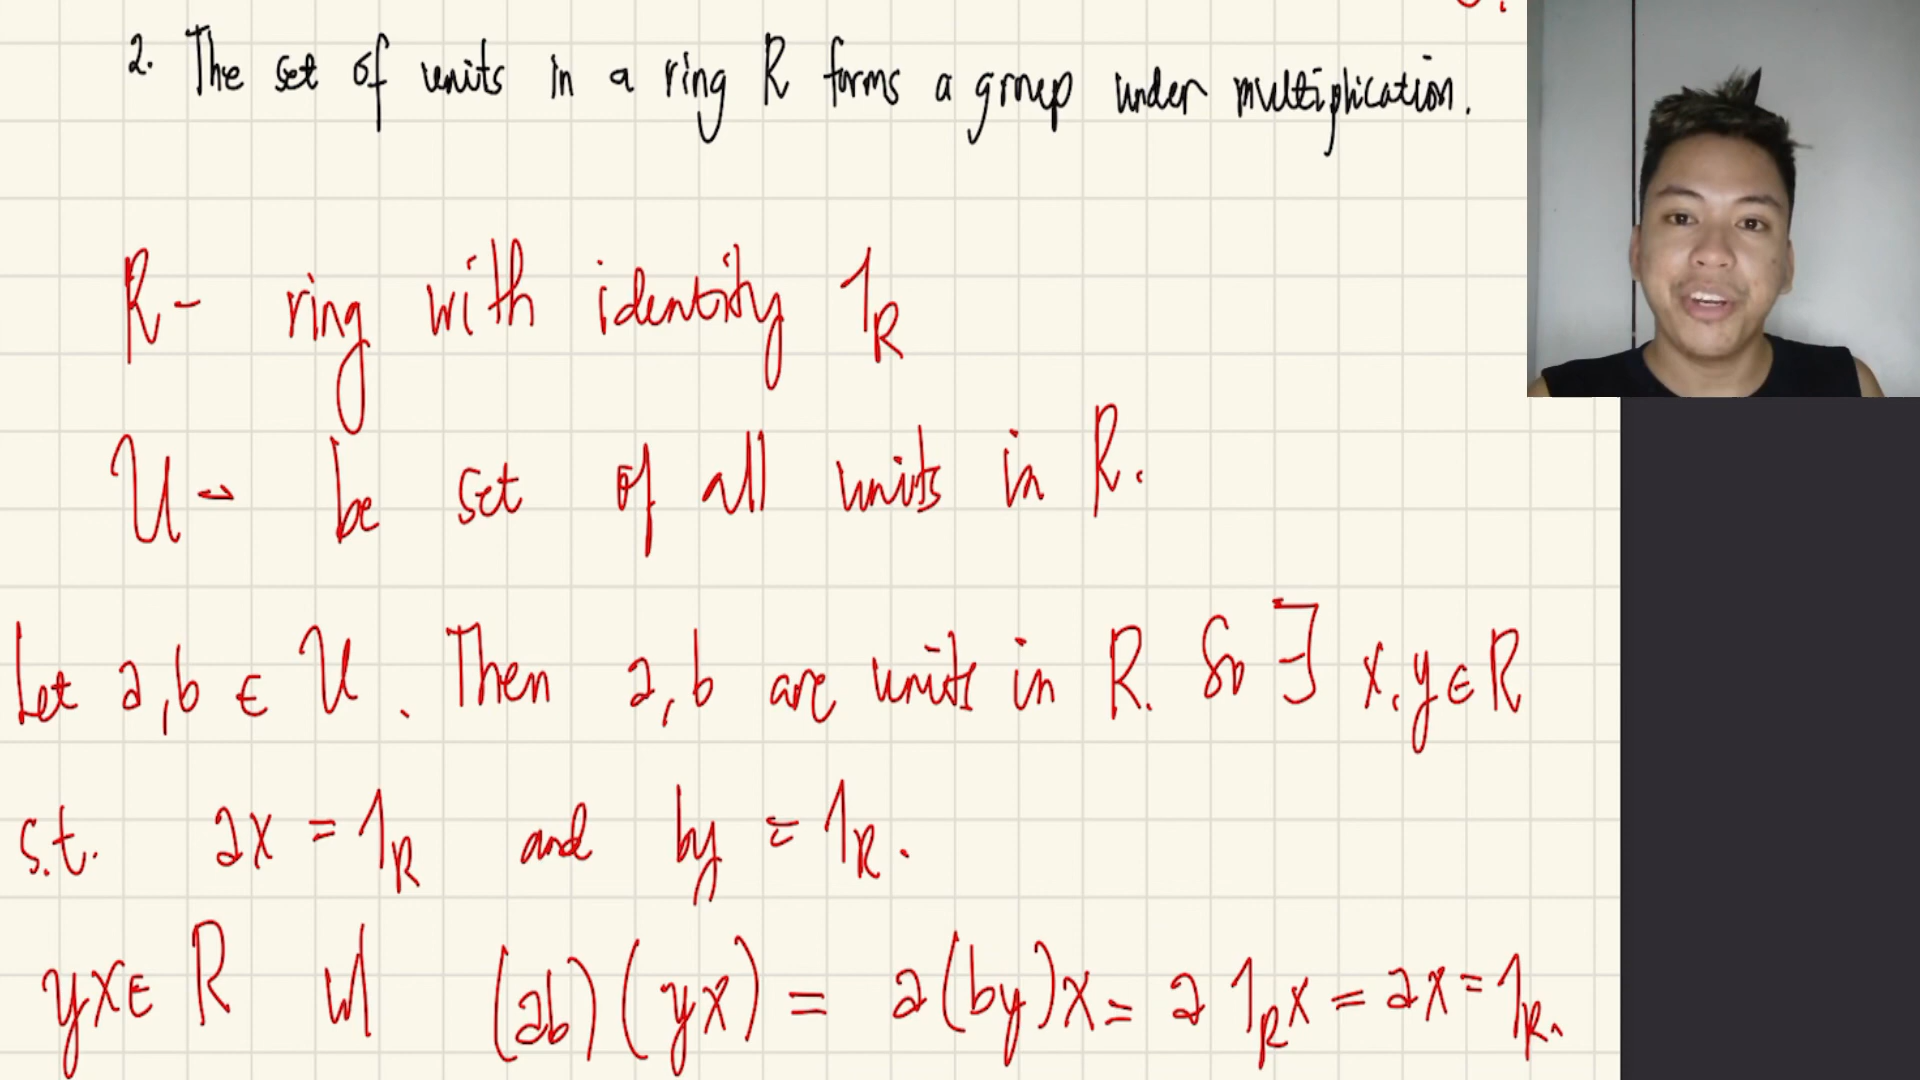 2. The set of units in a ring R forms a group under multiplication.
R - ring with identity 1_R
U - be set of all units in R.
Let a, b ∈ U. Then a, b are units in R. So ∃ x, y ∈ R
s.t. ax = 1_R and by = 1_R.
yx ∈ R w/ (ab)(yx) = a(by)x = a 1_R x = ax = 1_R.